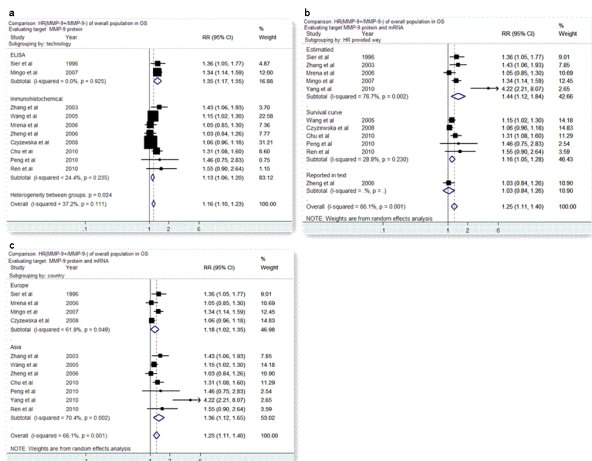 a
Comparison: HR(MMP-9+/MMP-9-) of overall population in OS
Evaluating target: MMP-9 protein
Subgrouping by: technology
Study Year RR (95% CI) % Weight
ELISA
Sier et al 1996 1.36 (1.05, 1.77) 4.87
Mingo et al 2007 1.34 (1.14, 1.59) 12.00
Subtotal (I-squared = 0.0%, p = 0.925) 1.35 (1.17, 1.55) 16.88
Immunohistochemical
Zhang et al 2003 1.43 (1.06, 1.93) 3.70
Wang et al 2005 1.15 (1.02, 1.30) 22.58
Mrena et al 2006 1.05 (0.85, 1.30) 7.36
Zheng et al 2006 1.03 (0.84, 1.26) 7.77
Czyzewska et al 2008 1.06 (0.96, 1.18) 31.21
Chu et al 2010 1.31 (1.08, 1.60) 8.60
Peng et al 2010 1.46 (0.75, 2.83) 0.75
Ren et al 2010 1.55 (0.90, 2.64) 1.15
Subtotal (I-squared = 24.4%, p = 0.235) 1.13 (1.06, 1.20) 83.12
Heterogeneity between groups: p = 0.024
Overall (I-squared = 37.2%, p = 0.111) 1.16 (1.10, 1.23) 100.00
.1 1 2 6
b
Comparison: HR(MMP-9+/MMP-9-) of overall population in OS
Evaluating target: MMP-9 protein and mRNA
Subgrouping by: HR provided way
Study Year RR (95% CI) % Weight
Estimated
Sier et al 1996 1.36 (1.05, 1.77) 9.01
Zhang et al 2003 1.43 (1.06, 1.93) 7.85
Mrena et al 2006 1.05 (0.85, 1.30) 10.69
Mingo et al 2007 1.34 (1.14, 1.59) 12.45
Yang et al 2010 4.22 (2.21, 8.07) 2.65
Subtotal (I-squared = 76.7%, p = 0.002) 1.44 (1.12, 1.84) 42.66
Survival curve
Wang et al 2005 1.15 (1.02, 1.30) 14.18
Czyzewska et al 2008 1.06 (0.96, 1.18) 14.83
Chu et al 2010 1.31 (1.08, 1.60) 11.29
Peng et al 2010 1.46 (0.75, 2.83) 2.54
Ren et al 2010 1.55 (0.90, 2.64) 3.59
Subtotal (I-squared = 28.8%, p = 0.230) 1.16 (1.05, 1.28) 46.43
Reported in text
Zheng et al 2006 1.03 (0.84, 1.26) 10.90
Subtotal (I-squared = .%, p = .) 1.03 (0.84, 1.26) 10.90
Overall (I-squared = 66.1%, p = 0.001) 1.25 (1.11, 1.40) 100.00
NOTE: Weights are from random effects analysis
.1 1 2 6
c
Comparison: HR(MMP-9+/MMP-9-) of overall population in OS
Evaluating target: MMP-9 protein and mRNA
Subgrouping by: country
Study Year RR (95% CI) % Weight
Europe
Sier et al 1996 1.36 (1.05, 1.77) 9.01
Mrena et al 2006 1.05 (0.85, 1.30) 10.69
Mingo et al 2007 1.34 (1.14, 1.59) 12.45
Czyzewska et al 2008 1.06 (0.96, 1.18) 14.83
Subtotal (I-squared = 61.9%, p = 0.049) 1.18 (1.02, 1.35) 46.98
Asia
Zhang et al 2003 1.43 (1.06, 1.93) 7.85
Wang et al 2005 1.15 (1.02, 1.30) 14.18
Zheng et al 2006 1.03 (0.84, 1.26) 10.90
Chu et al 2010 1.31 (1.08, 1.60) 11.29
Peng et al 2010 1.46 (0.75, 2.83) 2.54
Yang et al 2010 4.22 (2.21, 8.07) 2.65
Ren et al 2010 1.55 (0.90, 2.64) 3.59
Subtotal (I-squared = 70.4%, p = 0.002) 1.36 (1.12, 1.65) 53.02
Overall (I-squared = 66.1%, p = 0.001) 1.25 (1.11, 1.40) 100.00
NOTE: Weights are from random effects analysis
.1 1 2 6